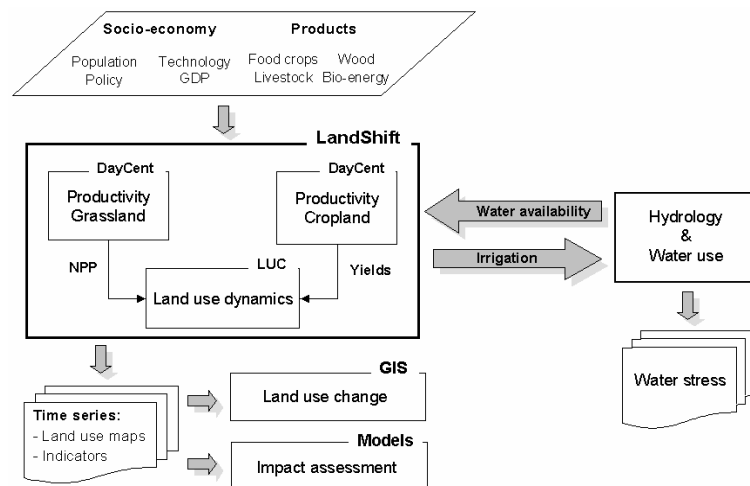 Socio-economy Products
Population Technology Food crops Wood
Policy GDP Livestock Bio-energy
LandShift
DayCent DayCent
Productivity
Grassland
Productivity
Cropland
Water availability
Irrigation
Hydrology
&
Water use
NPP LUC Yields
Land use dynamics
Water stress
GIS
Land use change
Time series:
- Land use maps
- Indicators
Models
Impact assessment